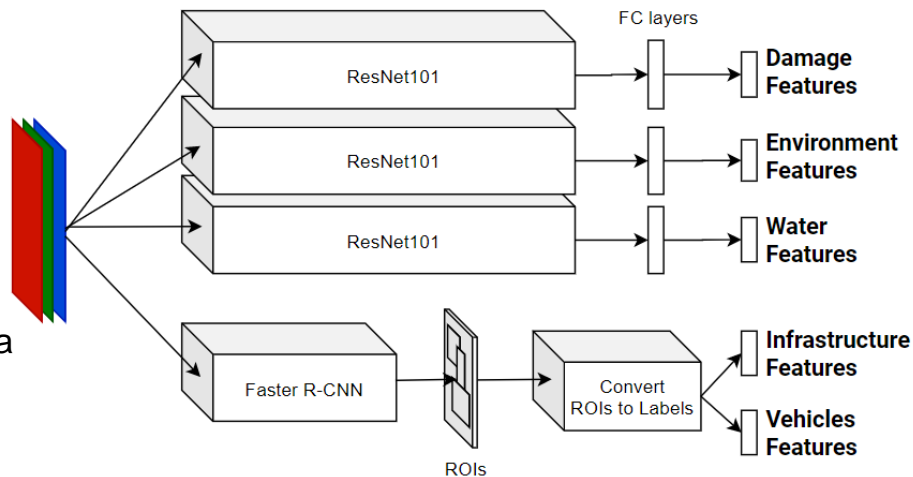 FC layers
ResNet101
Damage
Features
ResNet101
Environment
Features
ResNet101
Water
Features
a
Faster R-CNN
ROIs
Convert
ROIs to Labels
Infrastructure
Features
Vehicles
Features